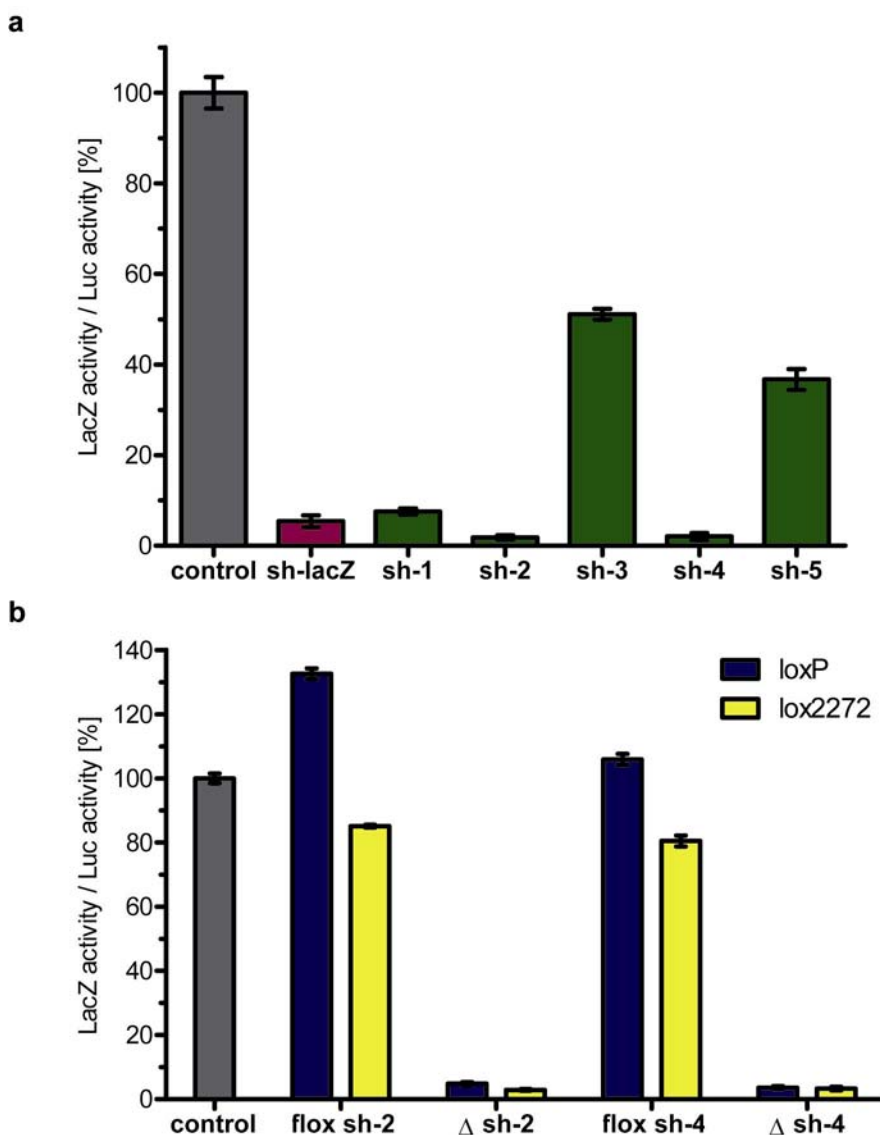 a
LacZ activity / Luc activity [%]
100
80
60
40
20
0
control sh-lacZ sh-1 sh-2 sh-3 sh-4 sh-5
b
LacZ activity / Luc activity [%]
140
120
100
80
60
40
20
0
loxP
lox2272
control flox sh-2 Δ sh-2 flox sh-4 Δ sh-4